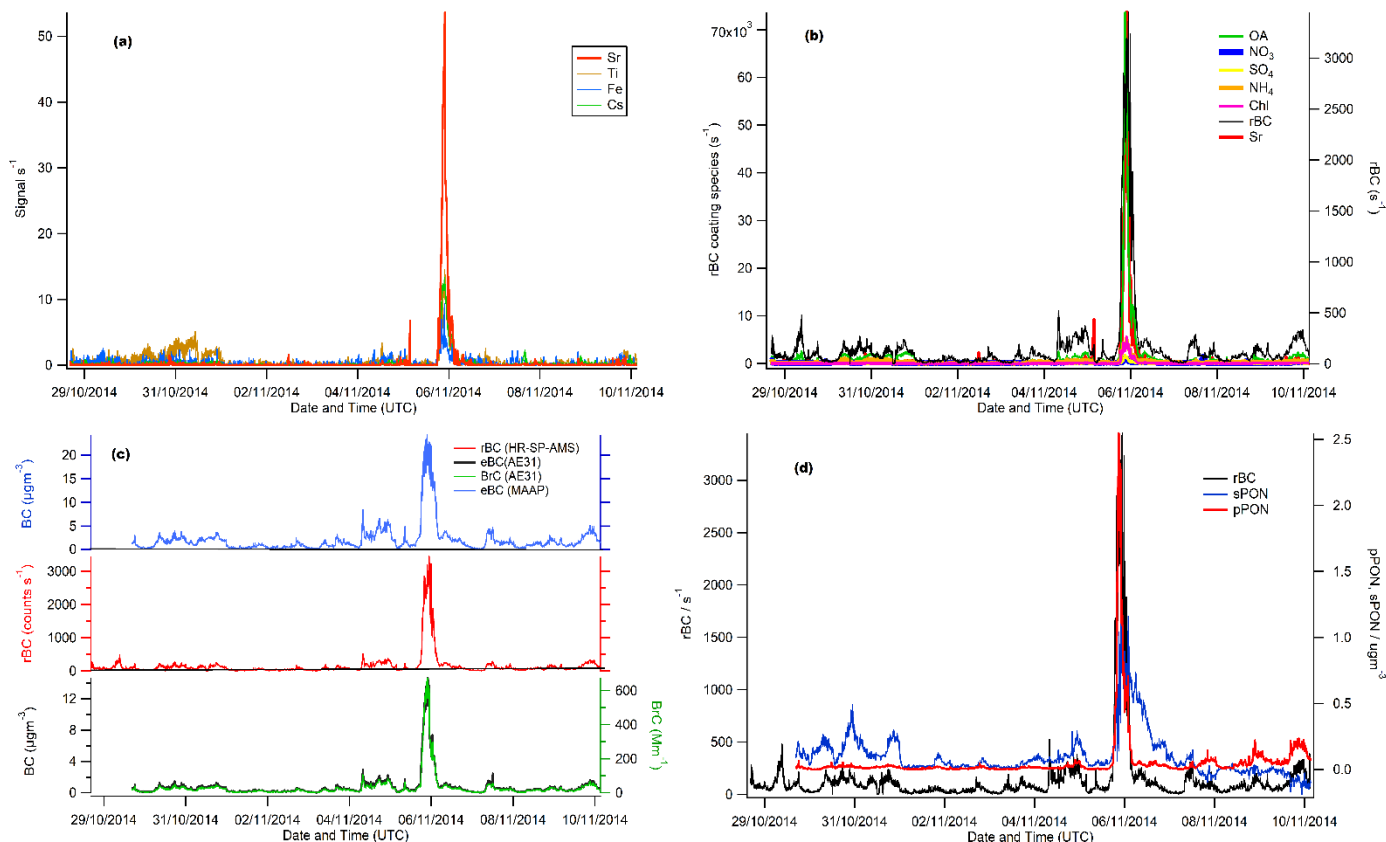 (a)
Sr
Ti
Fe
Cs
50
40
30
20
10
0
Signal s⁻¹
29/10/2014 31/10/2014 02/11/2014 04/11/2014 06/11/2014 08/11/2014 10/11/2014
Date and Time (UTC)
(b)
OA
NO₃
SO₄
NH₄
Chl
rBC
Sr
70x10³
60
50
40
30
20
10
0
rBC coating species (s⁻¹)
3000
2500
2000
1500
1000
500
0
rBC (s⁻¹)
29/10/2014 31/10/2014 02/11/2014 04/11/2014 06/11/2014 08/11/2014 10/11/2014
Date and Time (UTC)
(c)
rBC (HR-SP-AMS)
eBC(AE31)
BrC (AE31)
eBC (MAAP)
20
15
10
5
0
BC (µgm⁻³)
3000
2000
1000
0
rBC (counts s⁻¹)
12
8
4
0
BC (µgm⁻³)
600
400
200
0
BrC (Mm⁻¹)
29/10/2014 31/10/2014 02/11/2014 04/11/2014 06/11/2014 08/11/2014 10/11/2014
Date and Time (UTC)
(d)
rBC
sPON
pPON
3000
2500
2000
1500
1000
500
0
rBC / s⁻¹
2.5
2.0
1.5
1.0
0.5
0.0
pPON, sPON / ugm⁻³
29/10/2014 31/10/2014 02/11/2014 04/11/2014 06/11/2014 08/11/2014 10/11/2014
Date and Time (UTC)